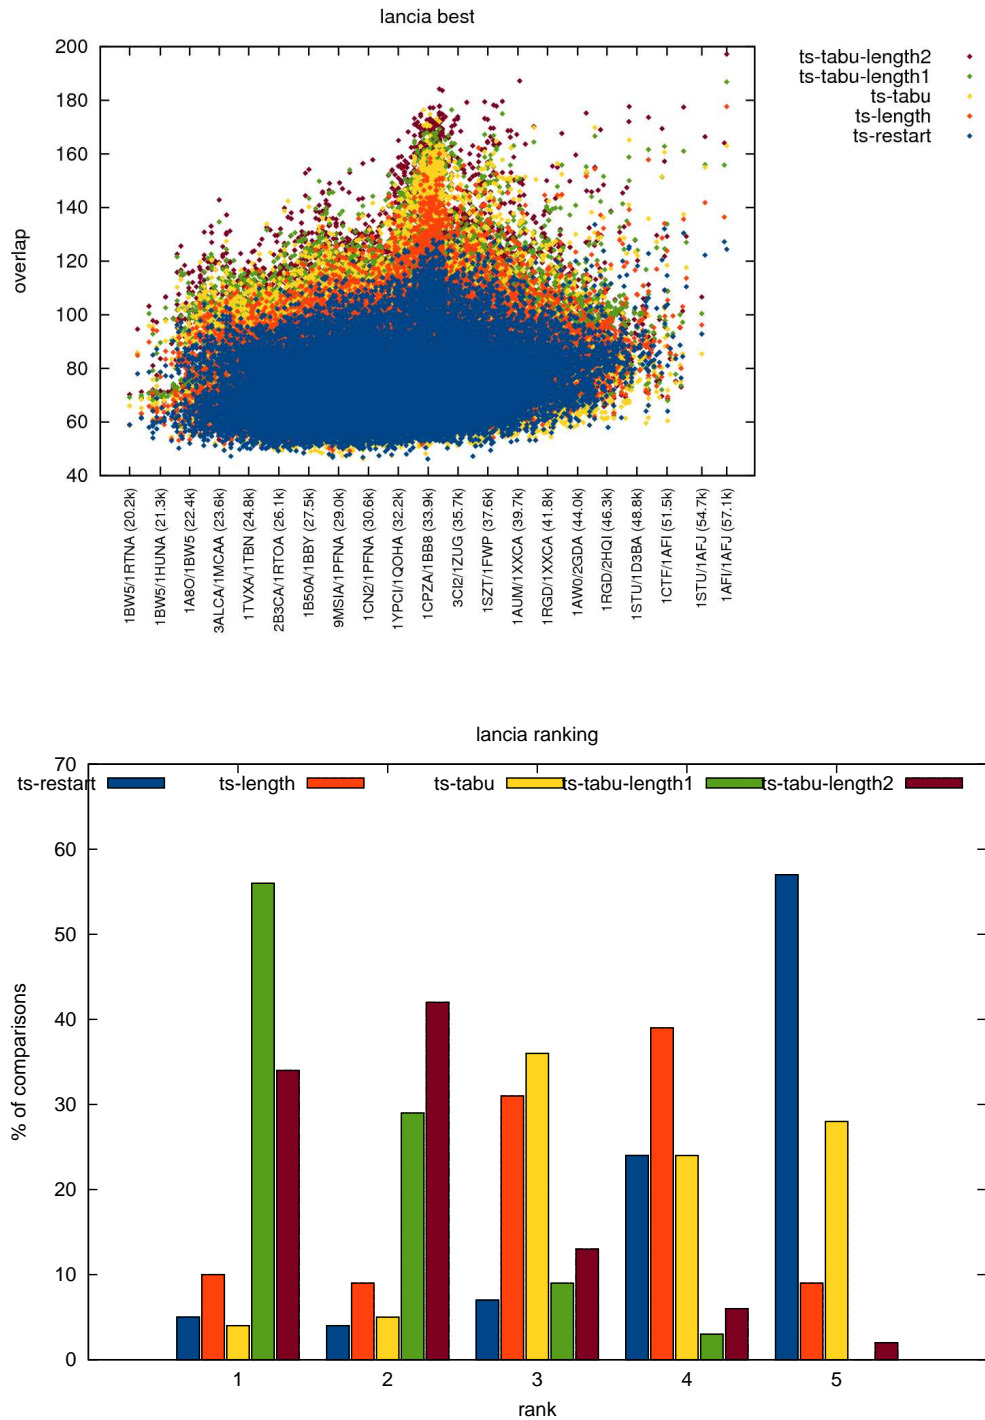 lancia best
200
180
160
140
120
100
80
60
40
overlap
ts-tabu-length2
ts-tabu-length1
ts-tabu
ts-length
ts-restart
1BW5/1RTNA (20.2k)
1BW5/1HUNA (21.3k)
1A8O/1BW5 (22.4k)
3ALCA/1MCAA (23.6k)
1TVXA/1TBN (24.8k)
2B3CA/1RTOA (26.1k)
1B50A/1BBY (27.5k)
9MSIA/1PFNA (29.0k)
1CN2/1PFNA (30.6k)
1YPCI/1QOHA (32.2k)
1CPZA/1BB8 (33.9k)
3CI2/1ZUG (35.7k)
1SZT/1FWP (37.6k)
1AUM/1XXCA (39.7k)
1RGD/1XXCA (41.8k)
1AW0/2GDA (44.0k)
1RGD/2HQI (46.3k)
1STU/1D3BA (48.8k)
1CTF/1AFI (51.5k)
1STU/1AFJ (54.7k)
1AFI/1AFJ (57.1k)
lancia ranking
70
60
50
40
30
20
10
0
% of comparisons
ts-restart
ts-length
ts-tabu
ts-tabu-length1
ts-tabu-length2
1 2 3 4 5
rank